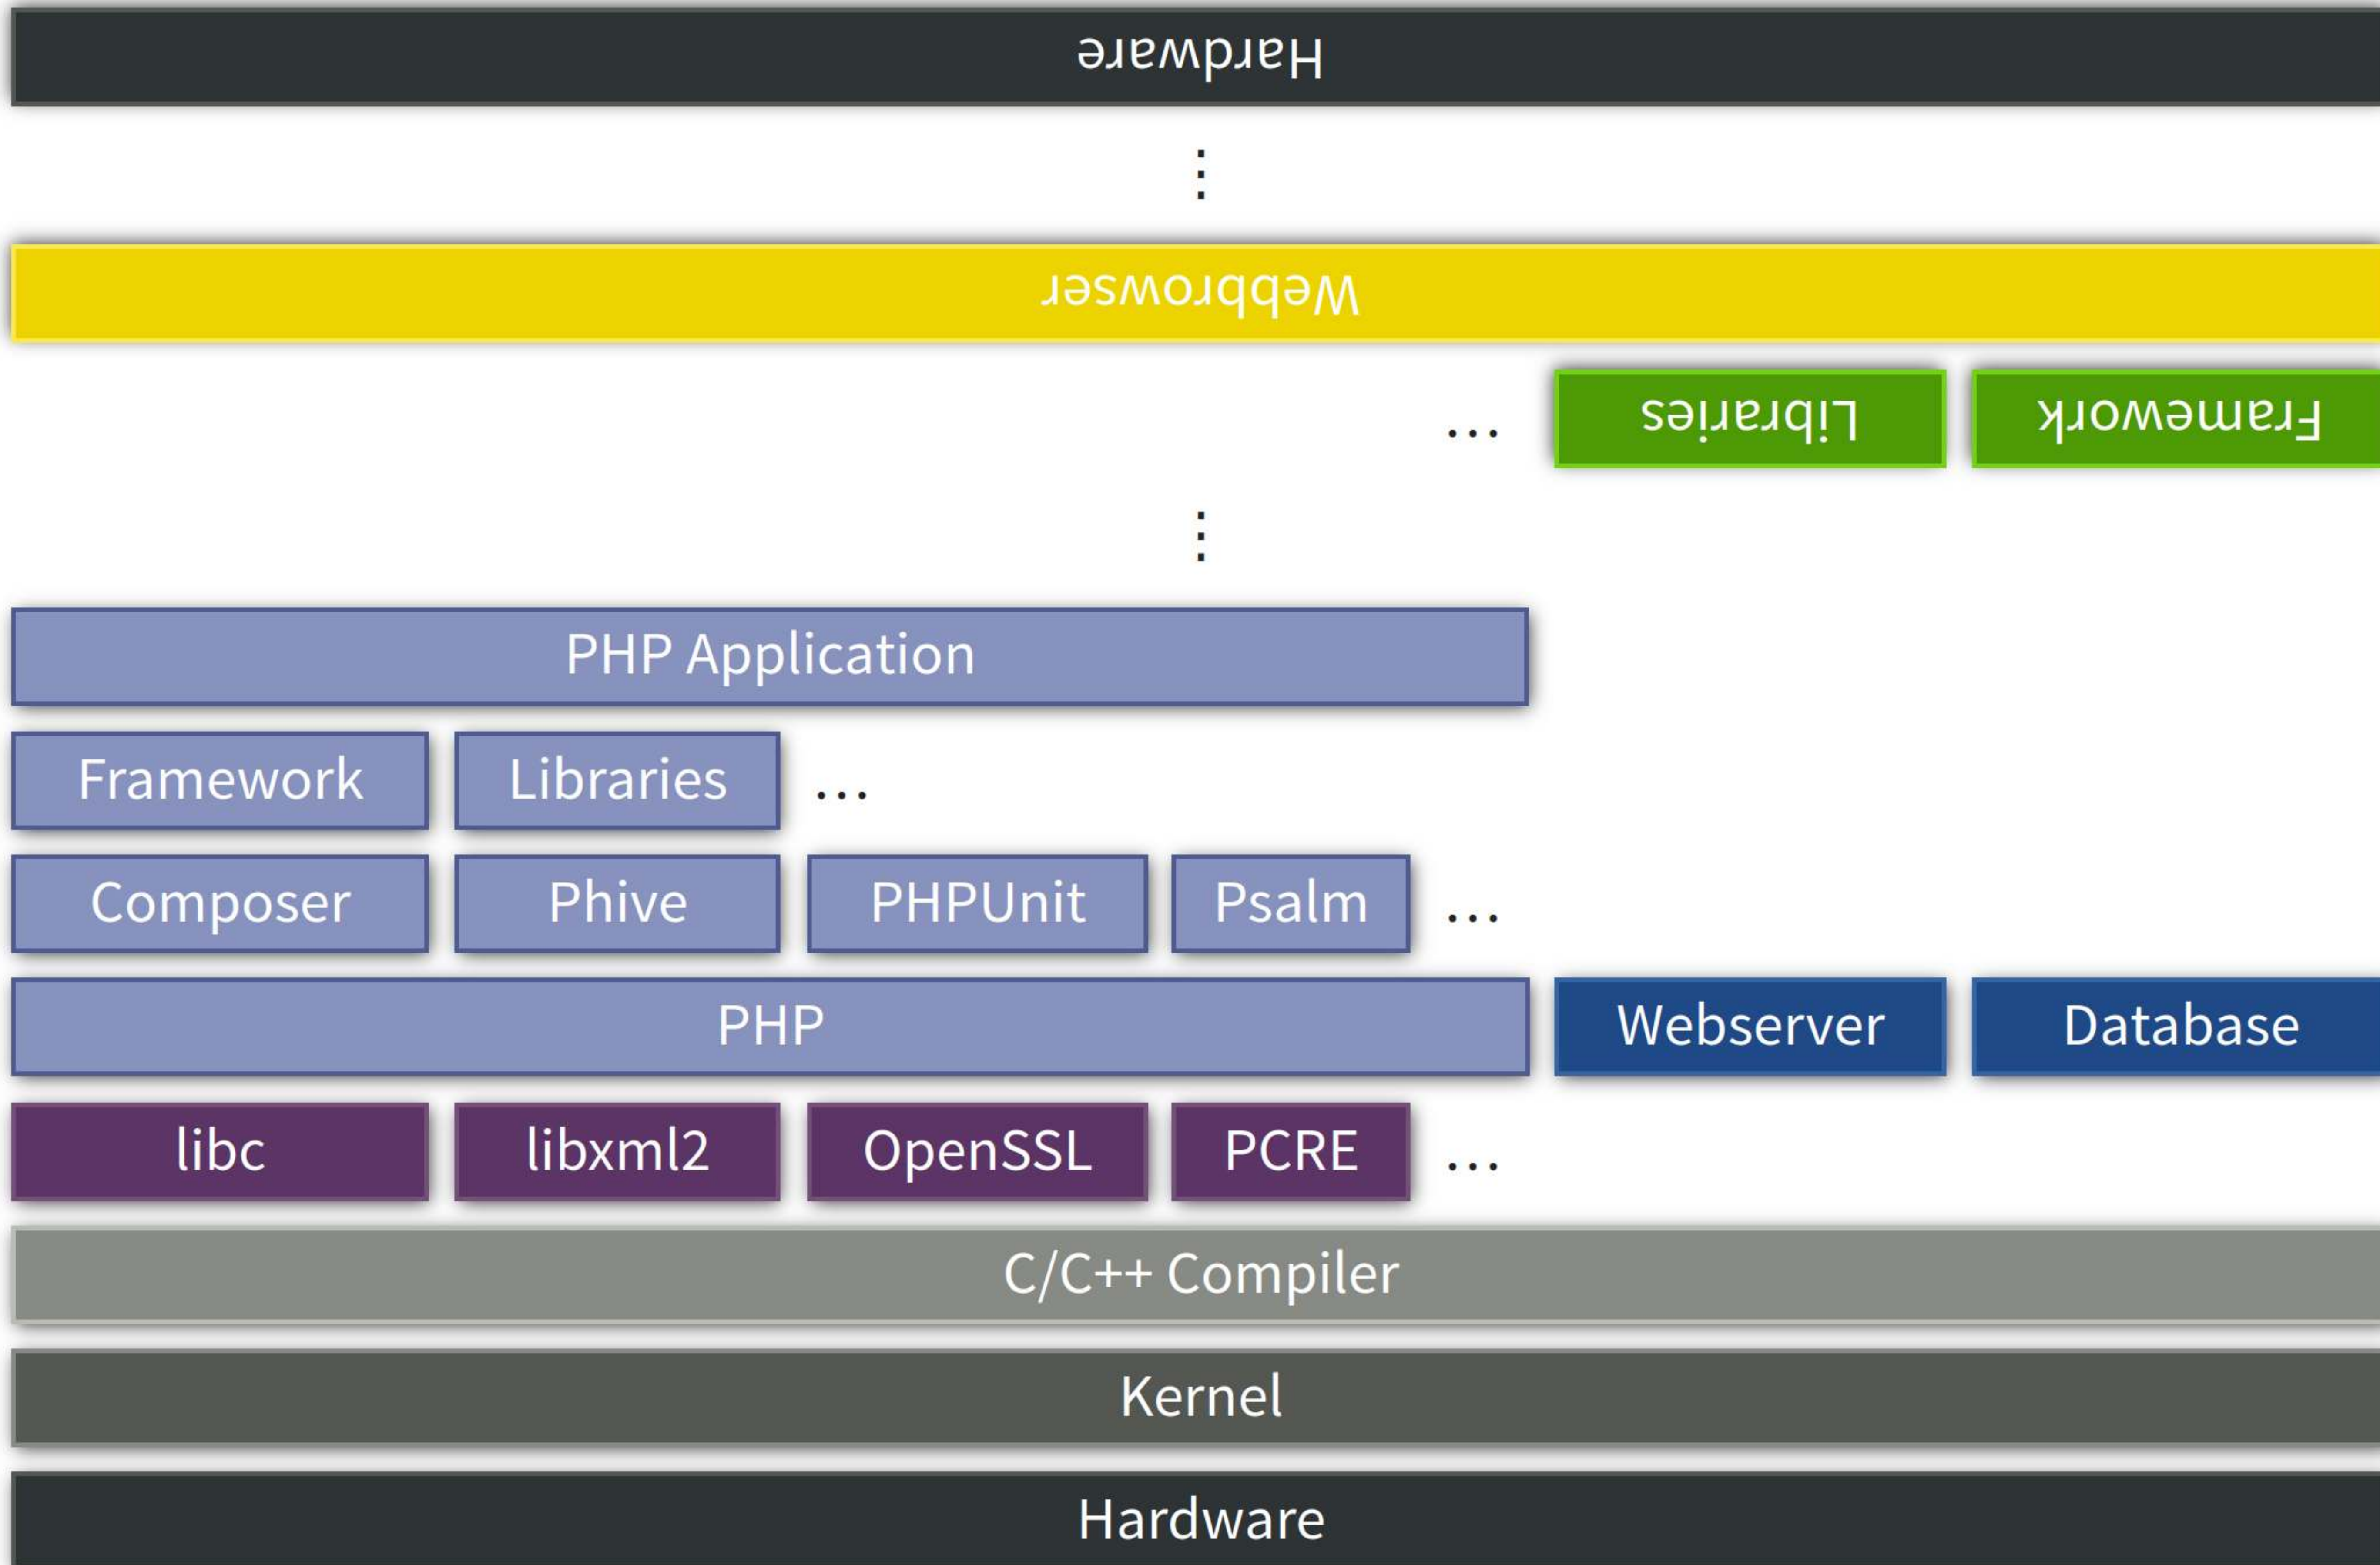 Hardware
⋮
Webbrowser
… Libraries Framework
⋮
PHP Application
Framework Libraries …
Composer Phive PHPUnit Psalm …
PHP Webserver Database
libc libxml2 OpenSSL PCRE …
C/C++ Compiler
Kernel
Hardware